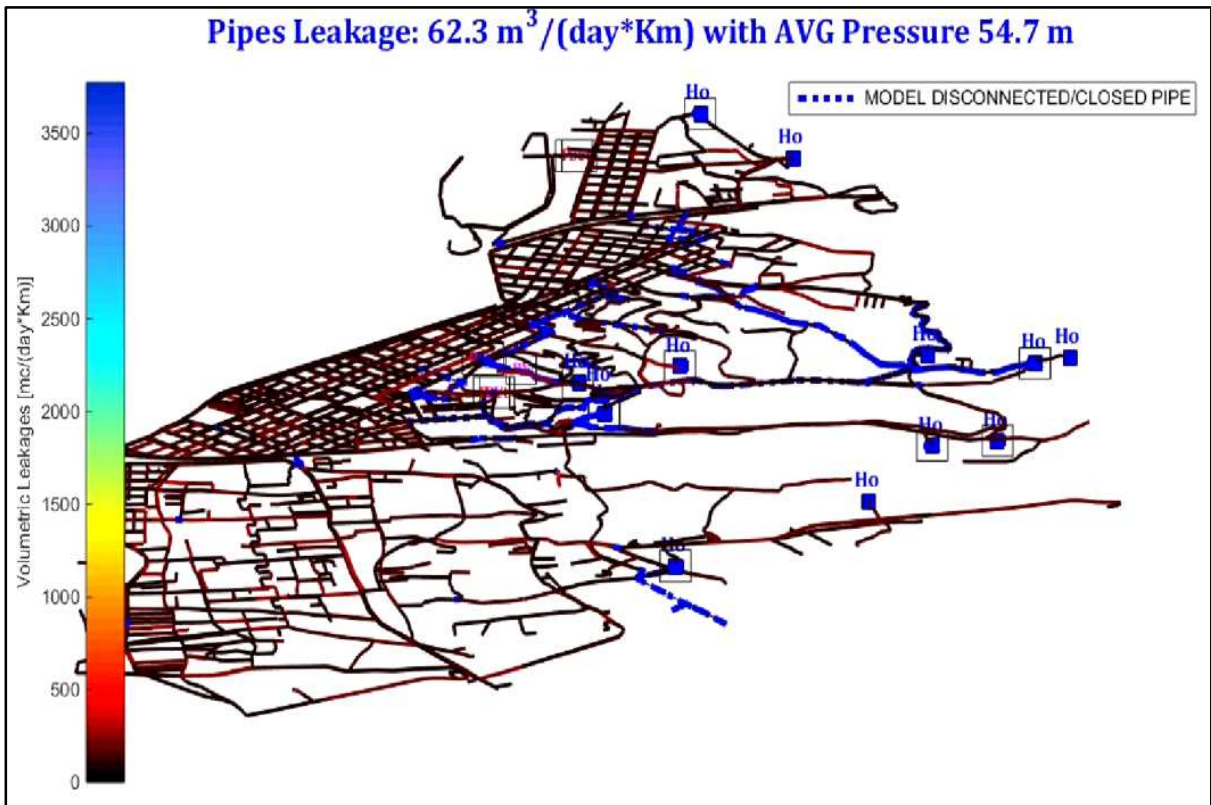 Pipes Leakage: 62.3 m³/(day*Km) with AVG Pressure 54.7 m
MODEL DISCONNECTED/CLOSED PIPE
Volumetric Leakages [mc/(day*Km)]
3500
3000
2500
2000
1500
1000
500
0
Ho
Ho
Ho
Ho
Ho
Ho
Ho
Ho
Ho
Ho
Ho
Ho